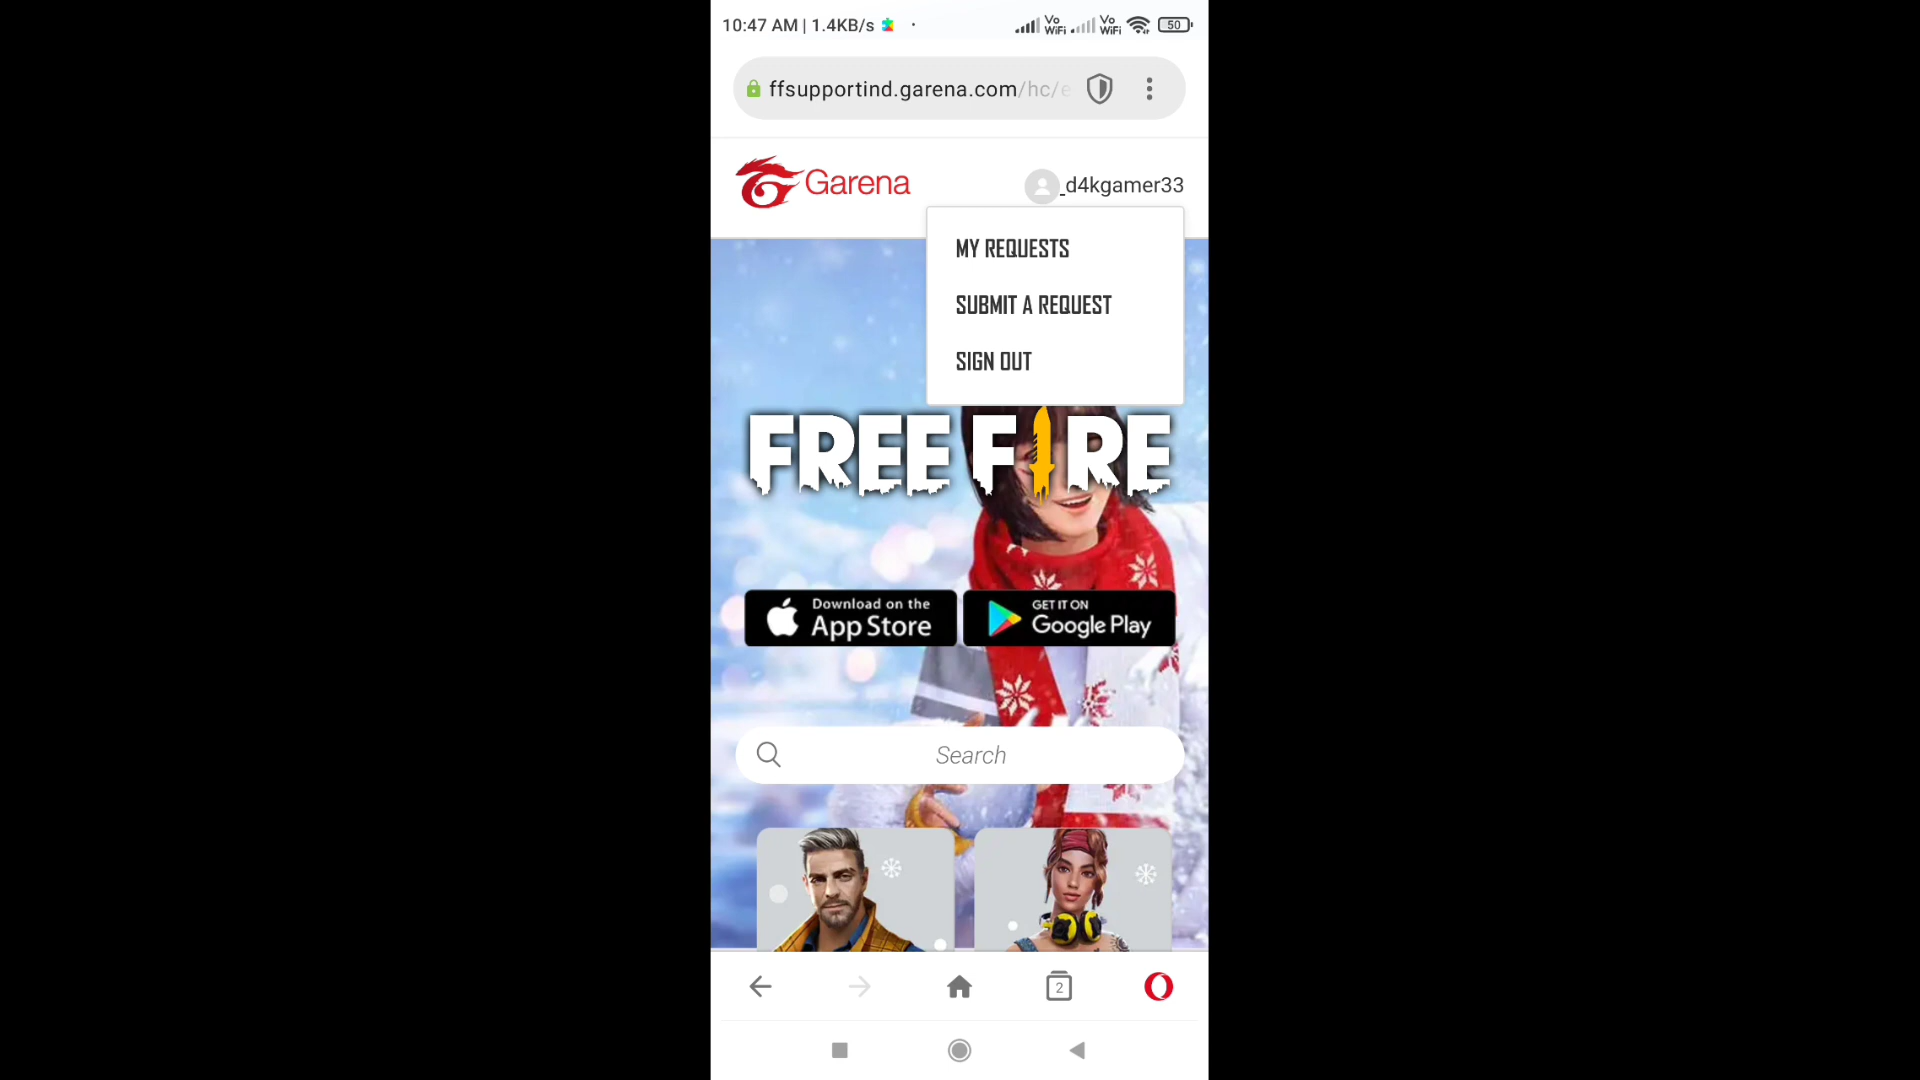 10:47 AM | 1.4KB/s
Vo WiFi
Vo WiFi
50
ffsupportind.garena.com/hc/e
Garena
_d4kgamer33
MY REQUESTS
SUBMIT A REQUEST
SIGN OUT
FREE FIRE
Download on the
App Store
GET IT ON
Google Play
Search
2